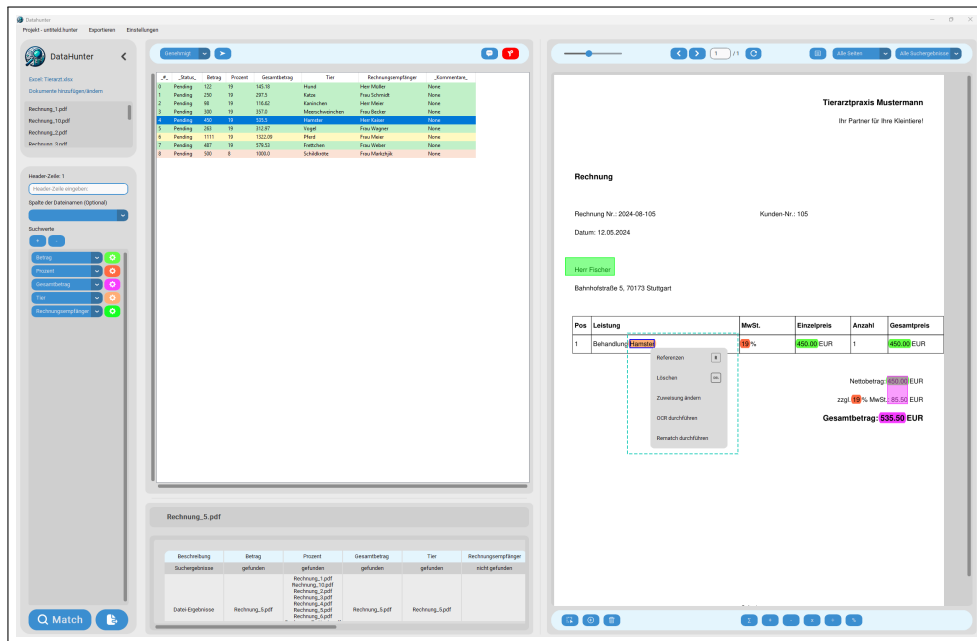 Datahunter
Projekt - untitled.hunter Exportieren Einstellungen
DataHunter
Excel: Tierarzt.xlsx
Dokumente hinzufügen/ändern
Rechnung_1.pdf
Rechnung_10.pdf
Rechnung_2.pdf
Rechnung_3.pdf
Header-Zeile: 1
Header-Zeile eingeben:
Spalte der Dateinamen (Optional)
Suchwerte
+ -
Betrag
Prozent
Gesamtbetrag
Tier
Rechnungsempfänger
Match
Genehmigt
_#_ _Status_ Betrag Prozent Gesamtbetrag Tier Rechnungsempfänger _Kommentare_
0 Pending 122 19 145.18 Hund Herr Müller None
1 Pending 250 19 297.5 Katze Frau Schmidt None
2 Pending 98 19 116.62 Kaninchen Herr Meier None
3 Pending 300 19 357.0 Meerschweinchen Frau Becker None
4 Pending 450 19 535.5 Hamster Herr Kaiser None
5 Pending 263 19 312.97 Vogel Frau Wagner None
6 Pending 1111 19 1322.09 Pferd Frau Meier None
7 Pending 487 19 579.53 Frettchen Frau Weber None
8 Pending 500 8 1000.0 Schildkröte Frau Markizhjik None
Rechnung_5.pdf
Beschreibung Betrag Prozent Gesamtbetrag Tier Rechnungsempfänger
Suchergebnisse gefunden gefunden gefunden gefunden nicht gefunden
Rechnung_1.pdf
Rechnung_10.pdf
Rechnung_2.pdf
Rechnung_3.pdf
Rechnung_4.pdf
Datei-Ergebnisse Rechnung_5.pdf Rechnung_5.pdf Rechnung_5.pdf Rechnung_5.pdf
Rechnung_6.pdf
1 /1
Alle Seiten
Alle Suchergebnisse
Tierarztpraxis Mustermann
Ihr Partner für Ihre Kleintiere!
Rechnung
Rechnung Nr.: 2024-08-105 Kunden-Nr.: 105
Datum: 12.05.2024
Herr Fischer
Bahnhofstraße 5, 70173 Stuttgart
Pos Leistung MwSt. Einzelpreis Anzahl Gesamtpreis
1 Behandlung Hamster 19 % 450.00 EUR 1 450.00 EUR
Referenzen
Löschen
Zuweisung ändern
OCR durchführen
Rematch durchführen
Nettobetrag: 450.00 EUR
zzgl. 19 % MwSt.: 85.50 EUR
Gesamtbetrag: 535.50 EUR